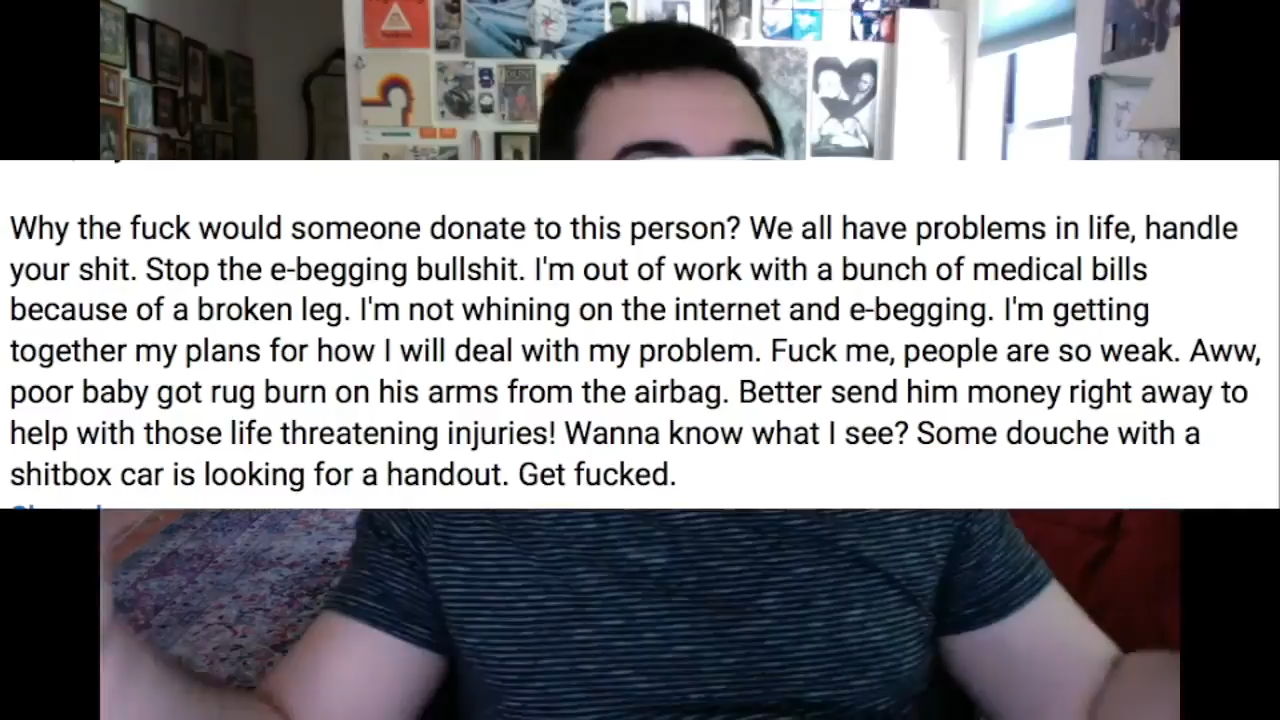 Why the fuck would someone donate to this person? We all have problems in life, handle
your shit. Stop the e-begging bullshit. I'm out of work with a bunch of medical bills
because of a broken leg. I'm not whining on the internet and e-begging. I'm getting
together my plans for how I will deal with my problem. Fuck me, people are so weak. Aww,
poor baby got rug burn on his arms from the airbag. Better send him money right away to
help with those life threatening injuries! Wanna know what I see? Some douche with a
shitbox car is looking for a handout. Get fucked.